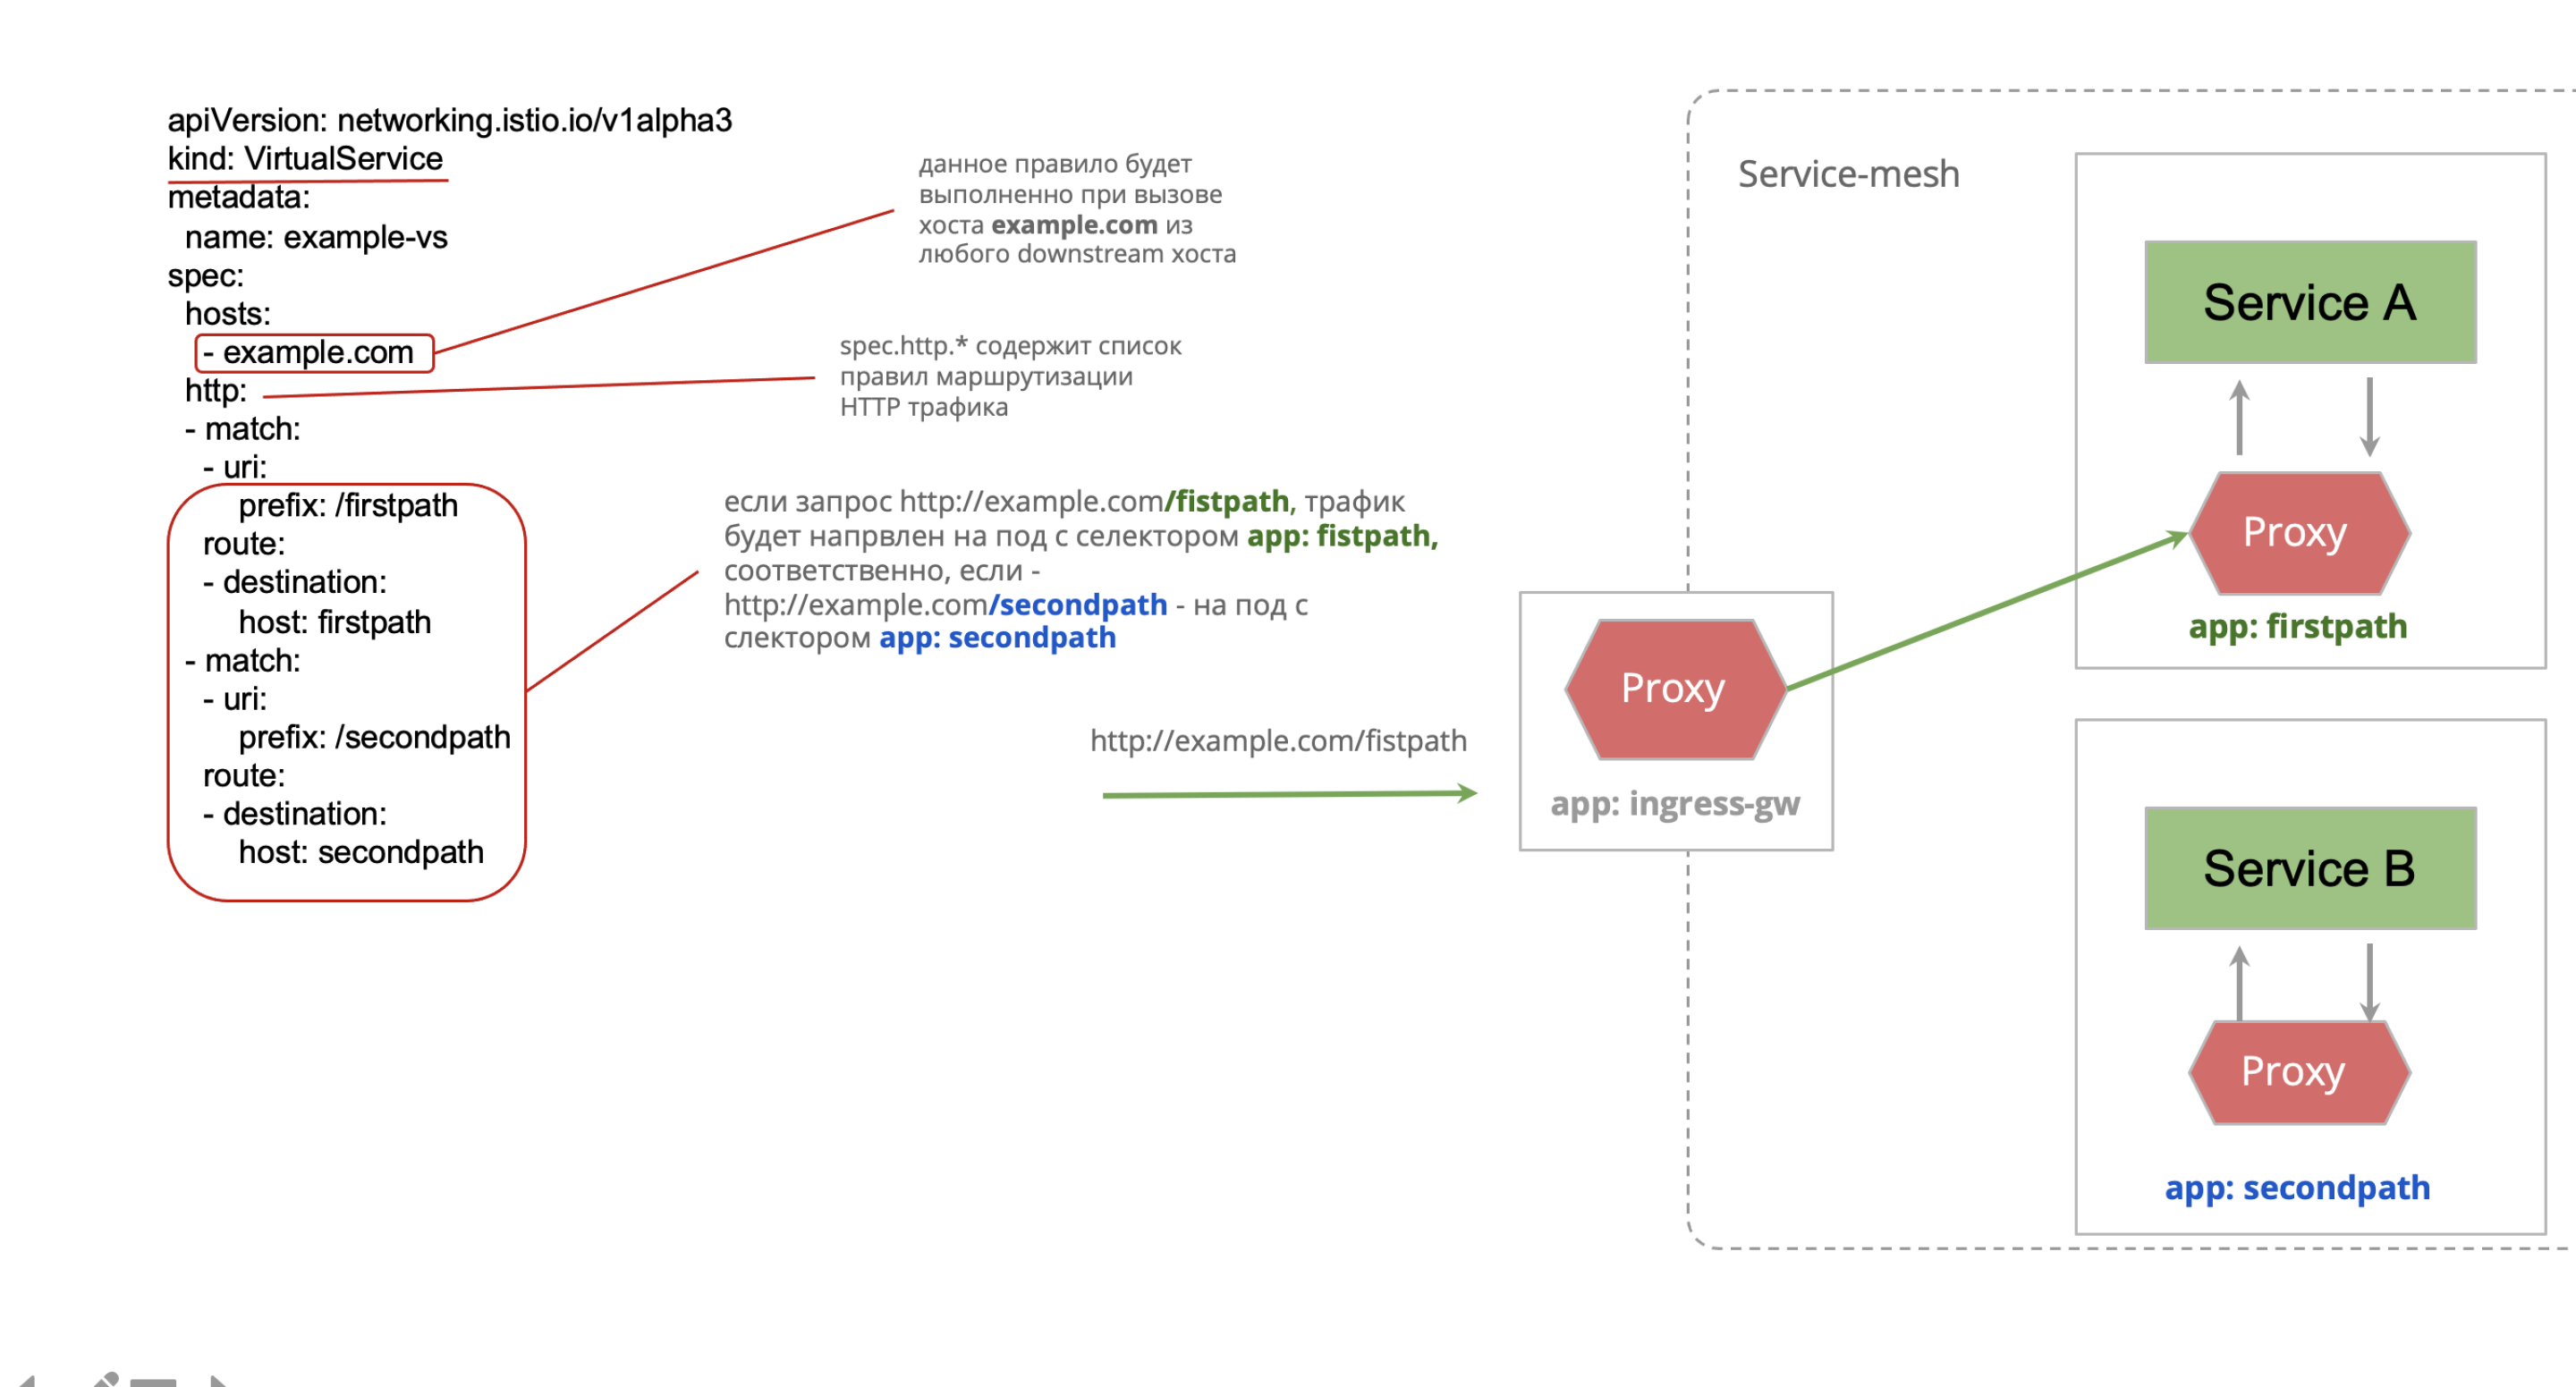 apiVersion: networking.istio.io/v1alpha3
kind: VirtualService
metadata:
name: example-vs
spec:
hosts:
- example.com
http:
- match:
- uri:
prefix: /firstpath
route:
- destination:
host: firstpath
- match:
- uri:
prefix: /secondpath
route:
- destination:
host: secondpath
данное правило будет
выполненно при вызове
хоста example.com из
любого downstream хоста
spec.http.* содержит список
правил маршрутизации
HTTP трафика
если запрос http://example.com/fistpath, трафик
будет напрвлен на под с селектором app: fistpath,
соответственно, если -
http://example.com/secondpath - на под с
слектором app: secondpath
http://example.com/fistpath
Proxy
app: ingress-gw
Service-mesh
Service A
Proxy
app: firstpath
Service B
Proxy
app: secondpath